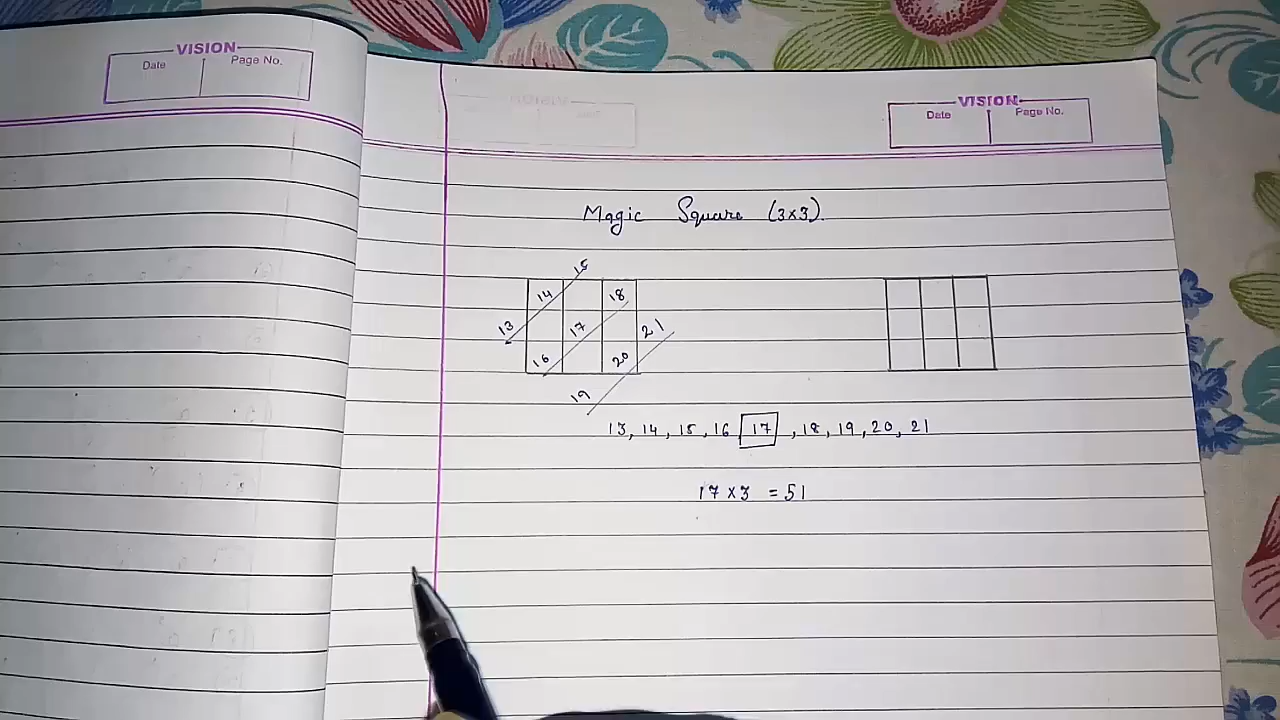 VISION
Date Page No.
VISION
Date Page No.
Magic Square (3x3).
15
14 18
13 17 21
16 20
19
13, 14, 15, 16 17 , 18, 19, 20, 21
17 x 3 = 51